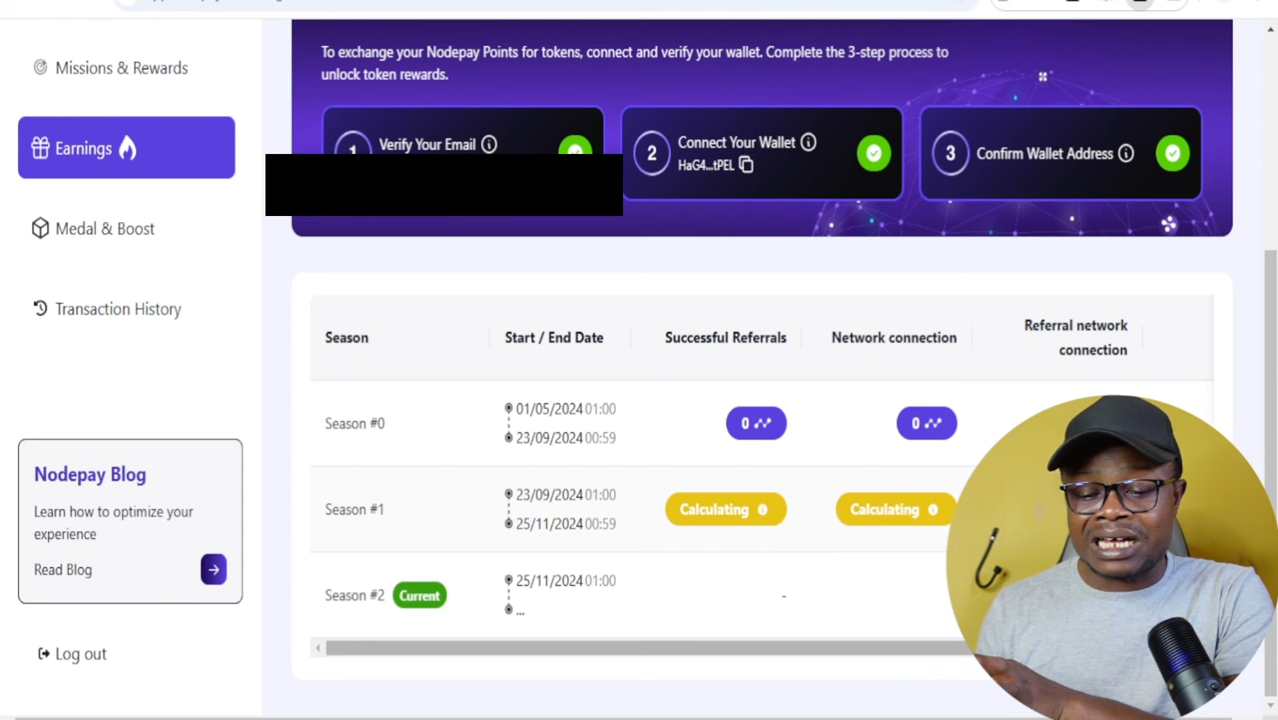 Missions & Rewards
Earnings
Medal & Boost
Transaction History
Nodepay Blog
Learn how to optimize your
experience
Read Blog
Log out
To exchange your Nodepay Points for tokens, connect and verify your wallet. Complete the 3-step process to
unlock token rewards.
1 Verify Your Email
2 Connect Your Wallet
HaG4...tPEL
3 Confirm Wallet Address
Season Start / End Date Successful Referrals Network connection Referral network
connection
Season #0 01/05/2024 01:00 0 0
23/09/2024 00:59
Season #1 23/09/2024 01:00 Calculating Calculating
25/11/2024 00:59
Season #2 Current 25/11/2024 01:00 -
...